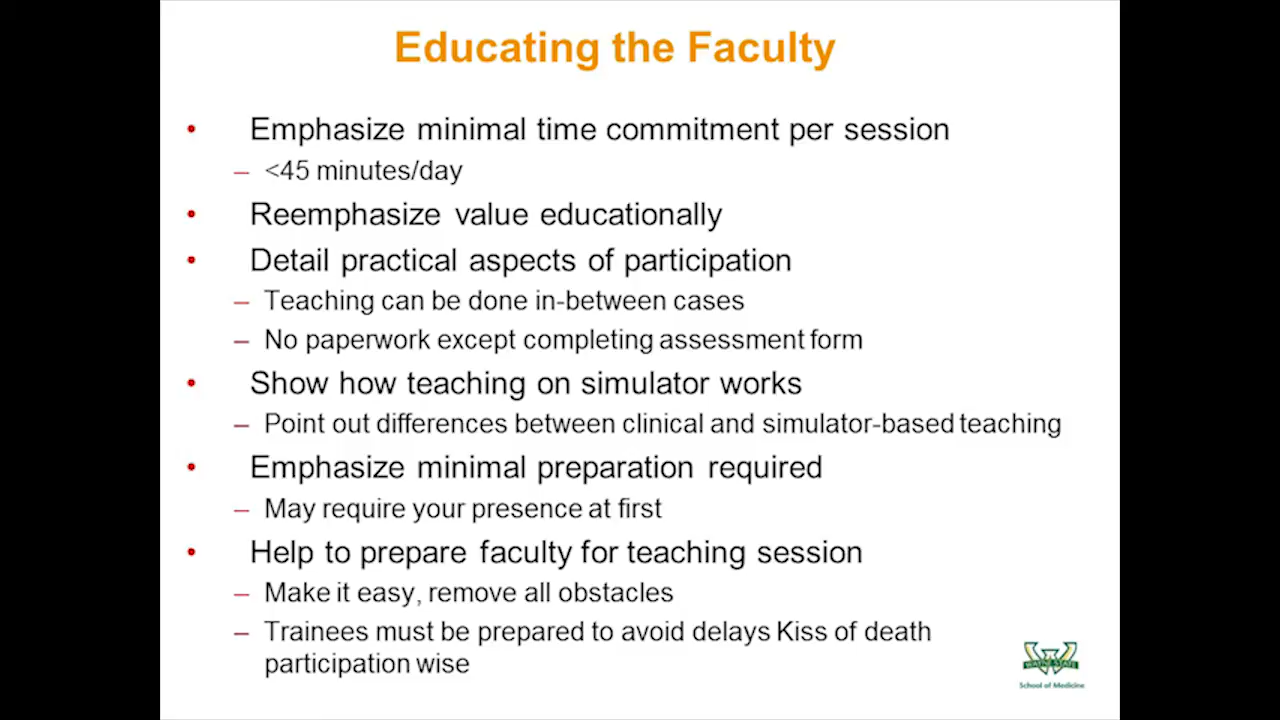 Educating the Faculty
• Emphasize minimal time commitment per session
– <45 minutes/day
• Reemphasize value educationally
• Detail practical aspects of participation
– Teaching can be done in-between cases
– No paperwork except completing assessment form
• Show how teaching on simulator works
– Point out differences between clinical and simulator-based teaching
• Emphasize minimal preparation required
– May require your presence at first
• Help to prepare faculty for teaching session
– Make it easy, remove all obstacles
– Trainees must be prepared to avoid delays Kiss of death
participation wise
WAYNE STATE
School of Medicine